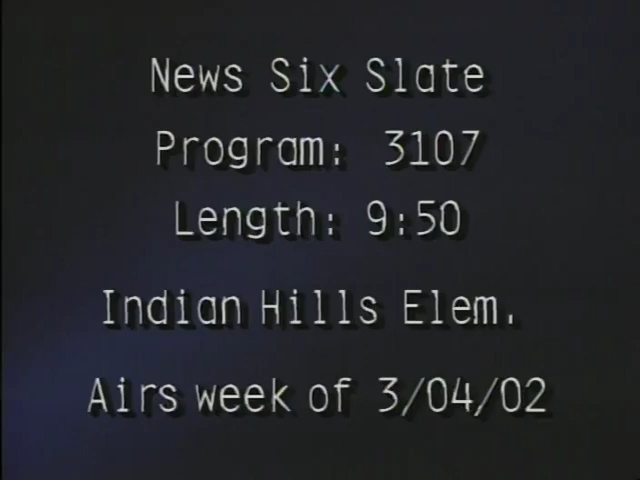 News Six Slate
Program: 3107
Length: 9:50
Indian Hills Elem.
Airs week of 3/04/02